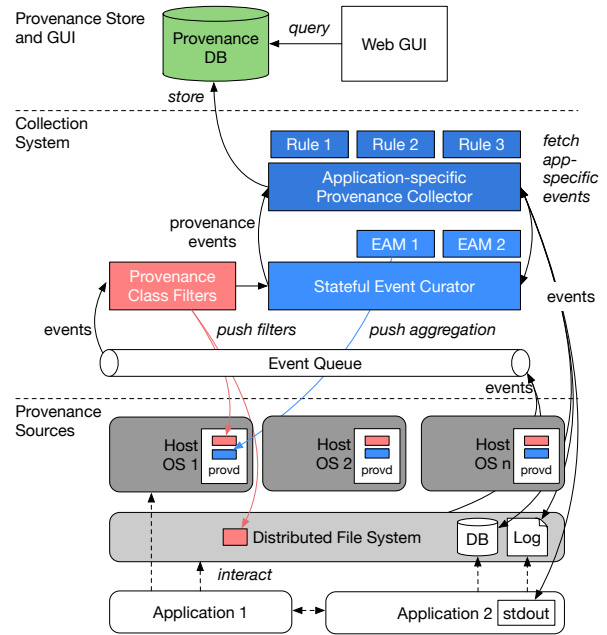 Provenance Store
and GUI
Provenance
DB
query
Web GUI
store
Collection
System
Rule 1
Rule 2
Rule 3
fetch
app-
specific
events
Application-specific
Provenance Collector
provenance
events
EAM 1
EAM 2
Provenance
Class Filters
Stateful Event Curator
events
events
push filters
push aggregation
Event Queue
events
Provenance
Sources
Host
OS 1
provd
Host
OS 2
provd
Host
OS n
provd
Distributed File System
DB
Log
interact
Application 1
Application 2
stdout